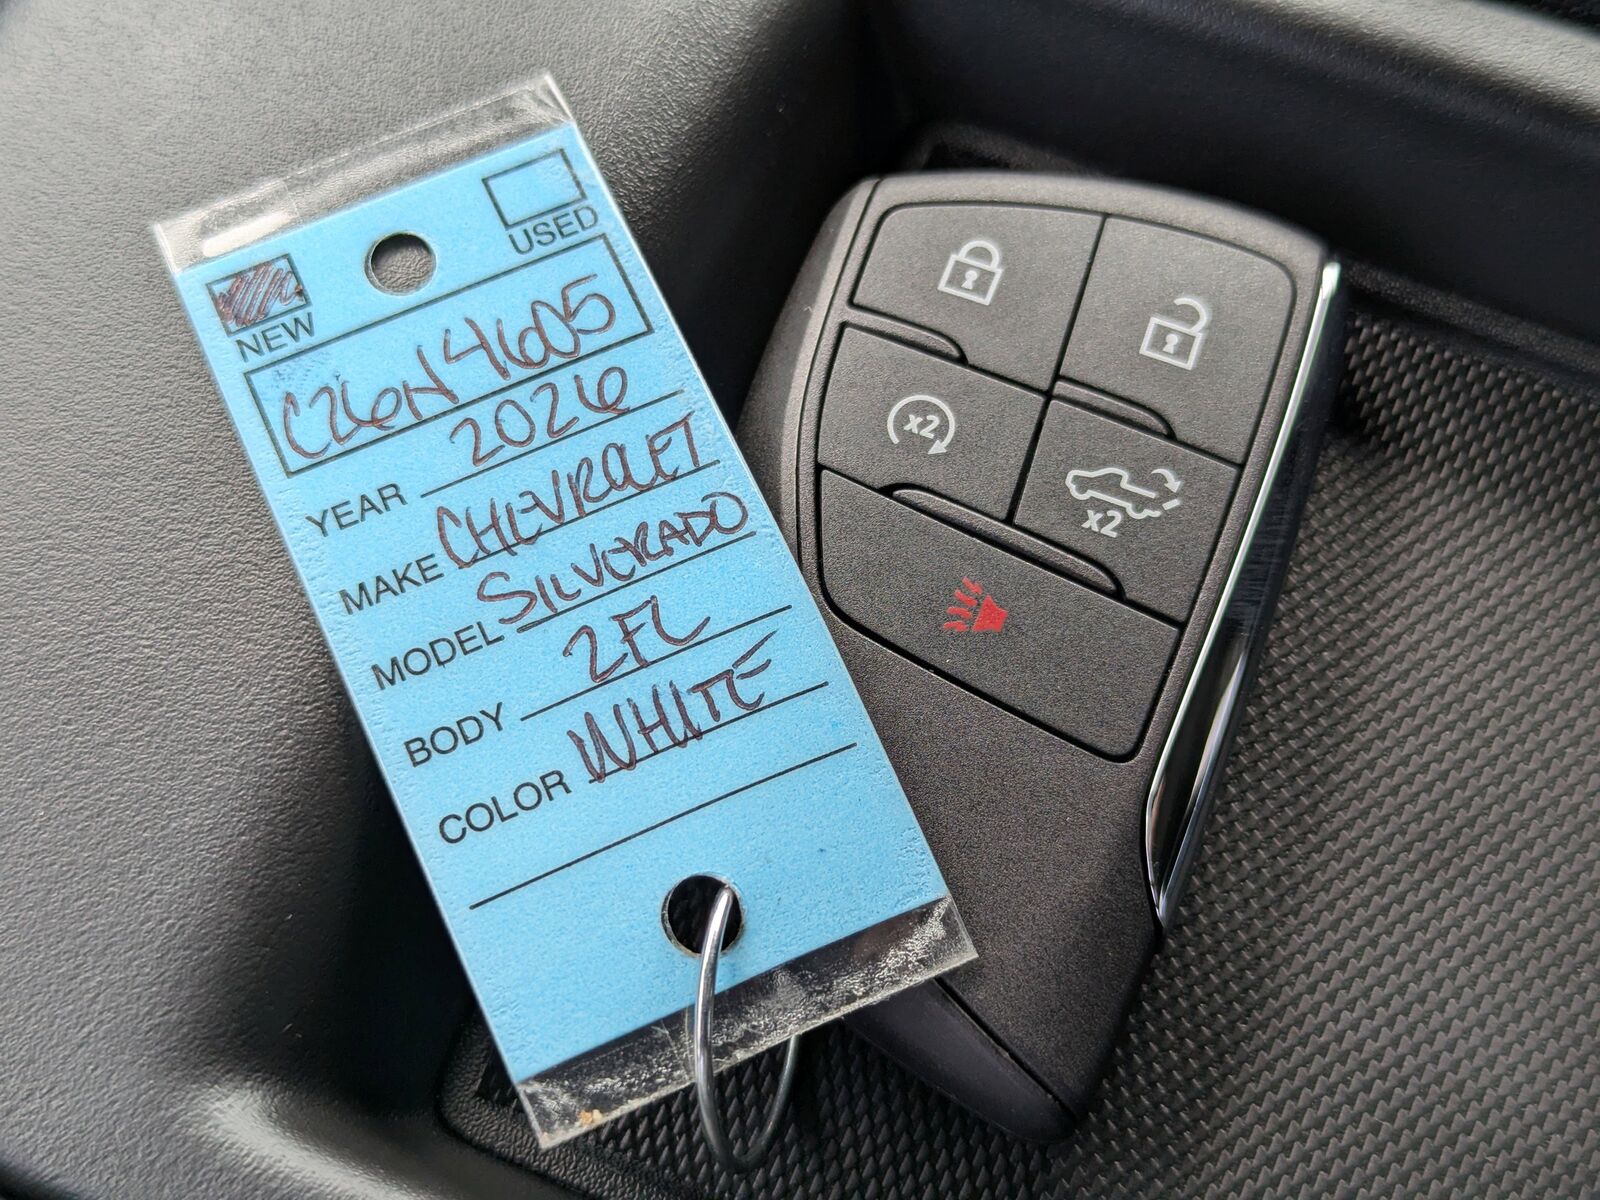 USED
NEW
C26N4605
YEAR 2026
MAKE CHEVROLET
MODEL SILVERADO
BODY 2FL
COLOR WHITE
x2
x2